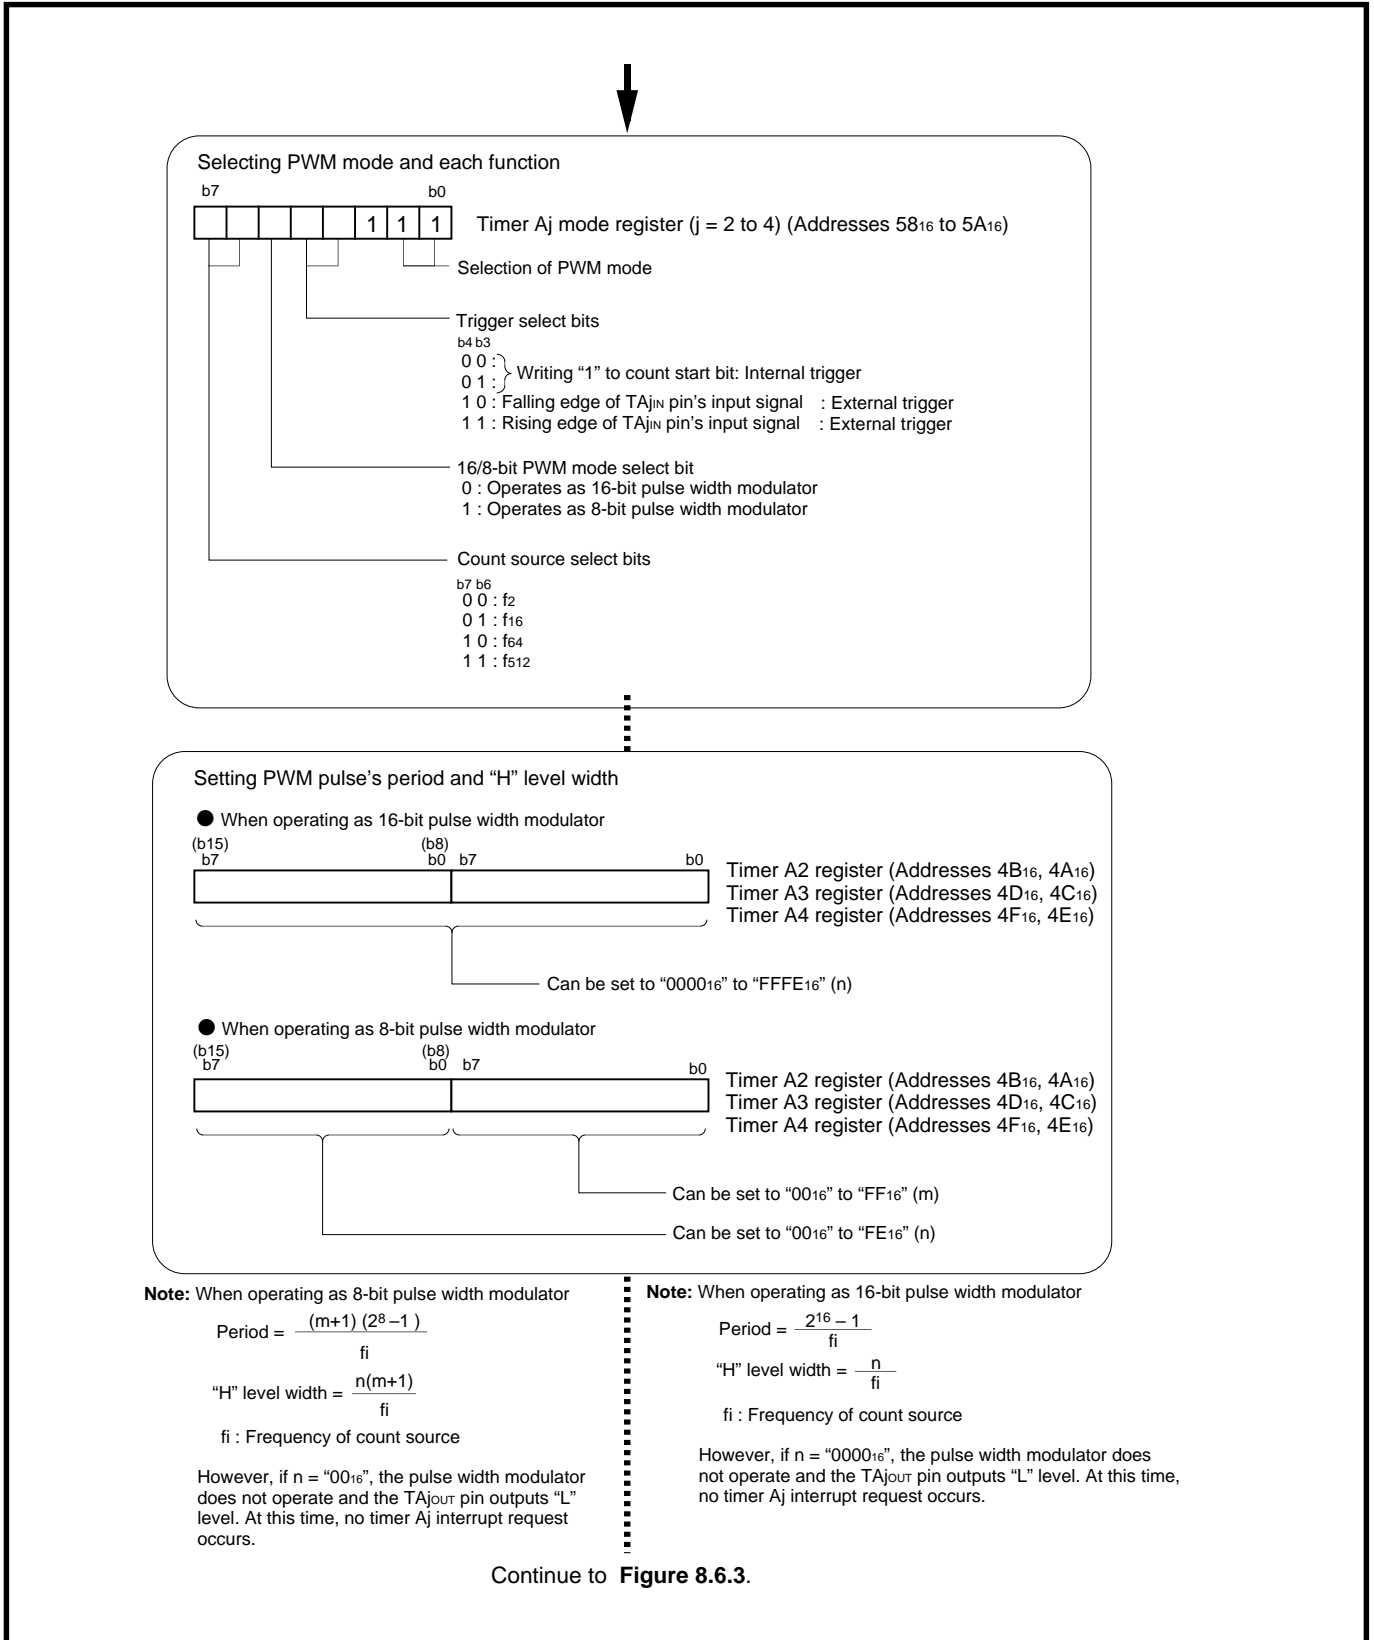 Selecting PWM mode and each function
b7 b0
1 1 1 Timer Aj mode register (j = 2 to 4) (Addresses 5816 to 5A16)
Selection of PWM mode
Trigger select bits
b4 b3
0 0 :
0 1 : Writing “1” to count start bit: Internal trigger
1 0 : Falling edge of TAjIN pin’s input signal : External trigger
1 1 : Rising edge of TAjIN pin’s input signal : External trigger
16/8-bit PWM mode select bit
0 : Operates as 16-bit pulse width modulator
1 : Operates as 8-bit pulse width modulator
Count source select bits
b7 b6
0 0 : f2
0 1 : f16
1 0 : f64
1 1 : f512
Setting PWM pulse’s period and “H” level width
● When operating as 16-bit pulse width modulator
(b15) (b8)
b7 b0 b7 b0
Timer A2 register (Addresses 4B16, 4A16)
Timer A3 register (Addresses 4D16, 4C16)
Timer A4 register (Addresses 4F16, 4E16)
Can be set to “000016” to “FFFE16” (n)
● When operating as 8-bit pulse width modulator
(b15) (b8)
b7 b0 b7 b0
Timer A2 register (Addresses 4B16, 4A16)
Timer A3 register (Addresses 4D16, 4C16)
Timer A4 register (Addresses 4F16, 4E16)
Can be set to “0016” to “FF16” (m)
Can be set to “0016” to “FE16” (n)
Note: When operating as 8-bit pulse width modulator
Period = (m+1) (2⁸ –1 )
fi
“H” level width = n(m+1)
fi
fi : Frequency of count source
However, if n = “0016”, the pulse width modulator
does not operate and the TAjOUT pin outputs “L”
level. At this time, no timer Aj interrupt request
occurs.
Note: When operating as 16-bit pulse width modulator
Period = 2¹⁶ – 1
fi
“H” level width = n
fi
fi : Frequency of count source
However, if n = “000016”, the pulse width modulator does
not operate and the TAjOUT pin outputs “L” level. At this time,
no timer Aj interrupt request occurs.
Continue to Figure 8.6.3.